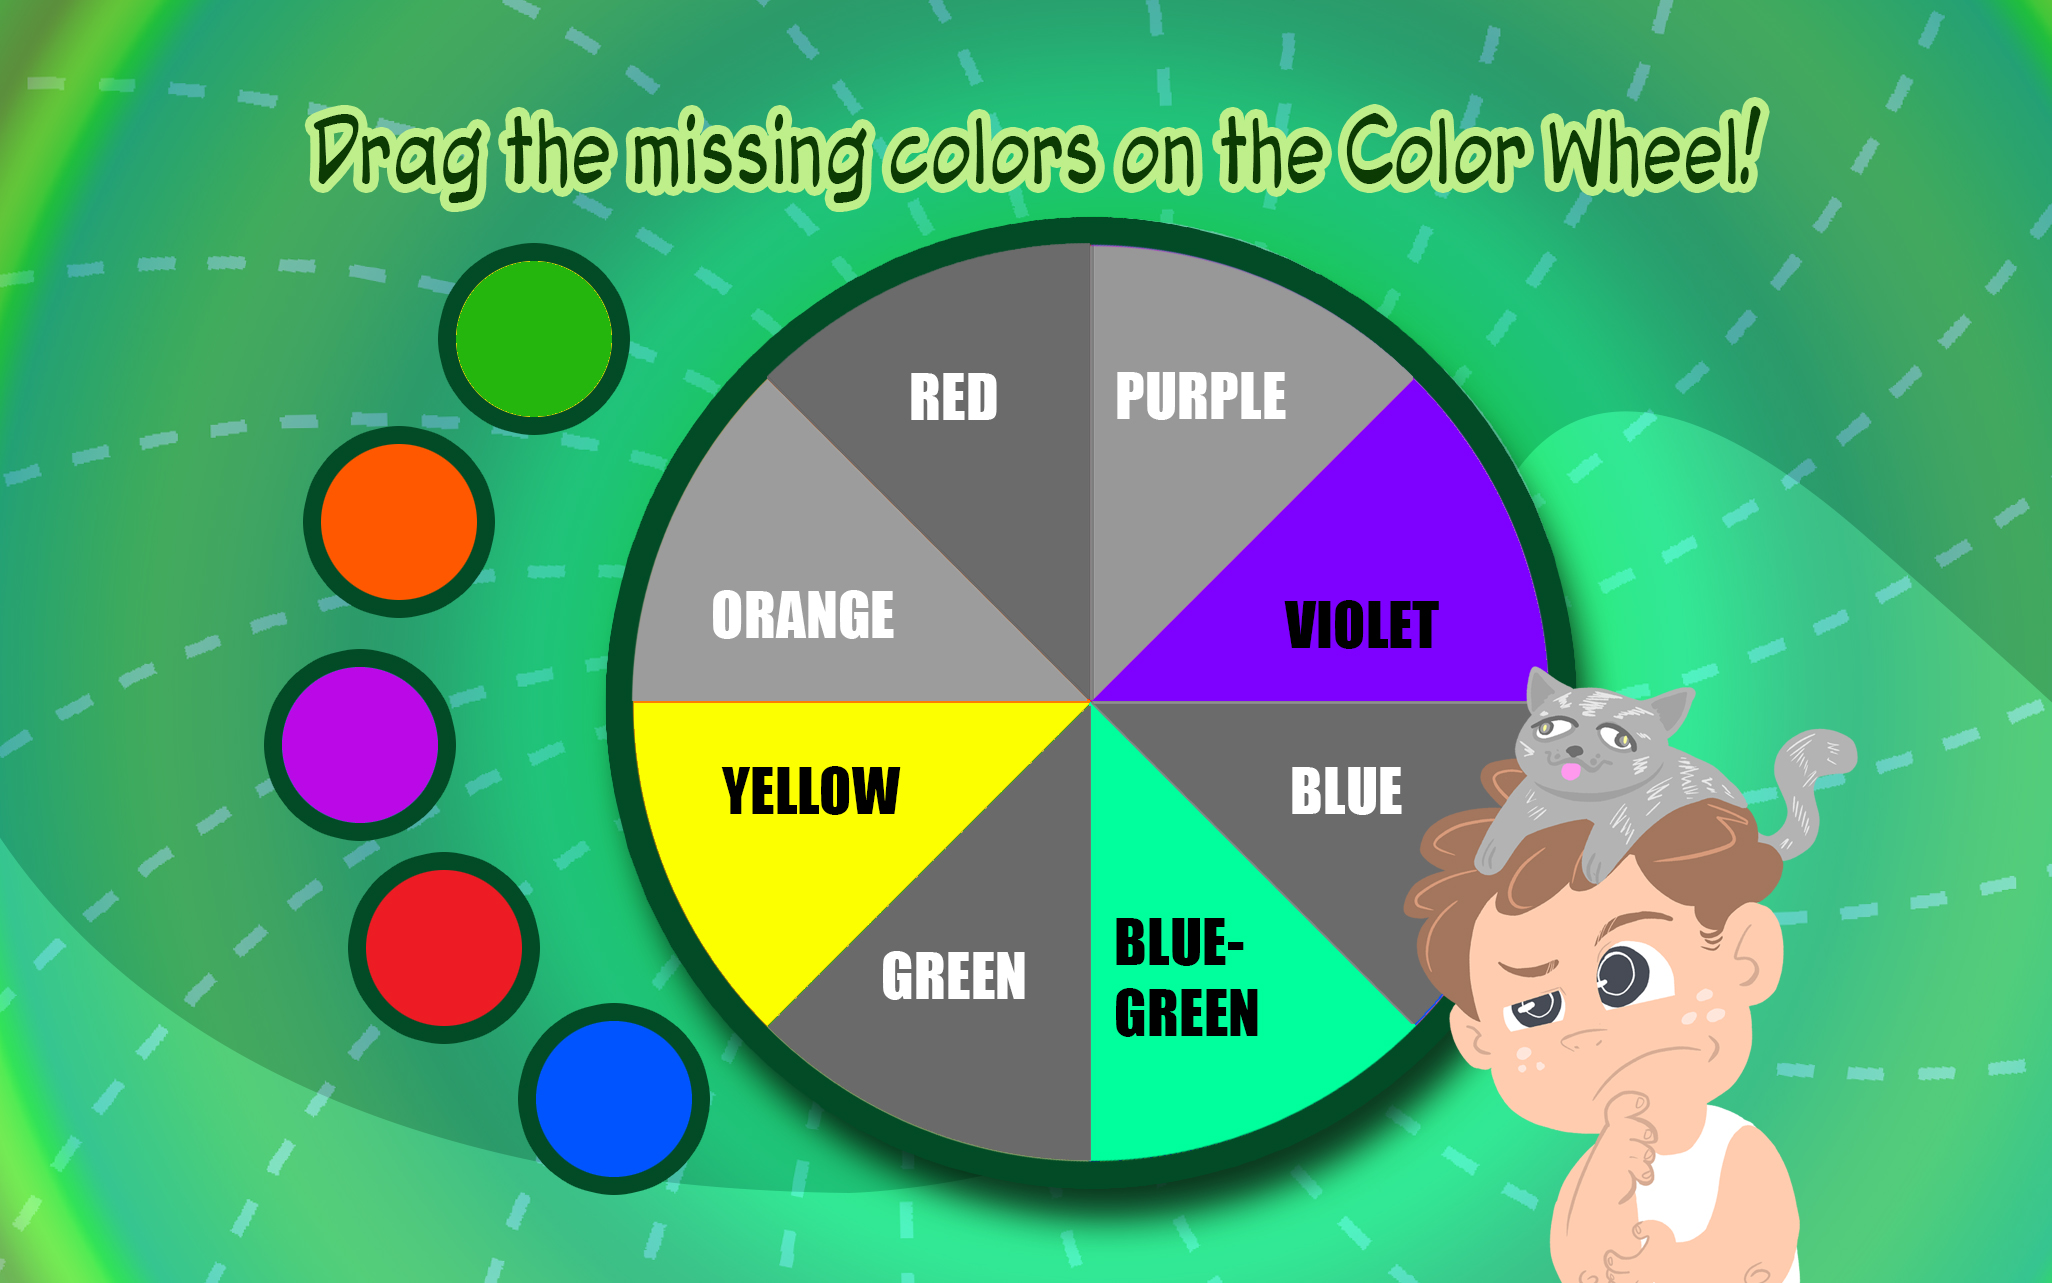 Drag the missing colors on the Color Wheel!
RED
PURPLE
ORANGE
VIOLET
YELLOW
BLUE
GREEN
BLUE-
GREEN